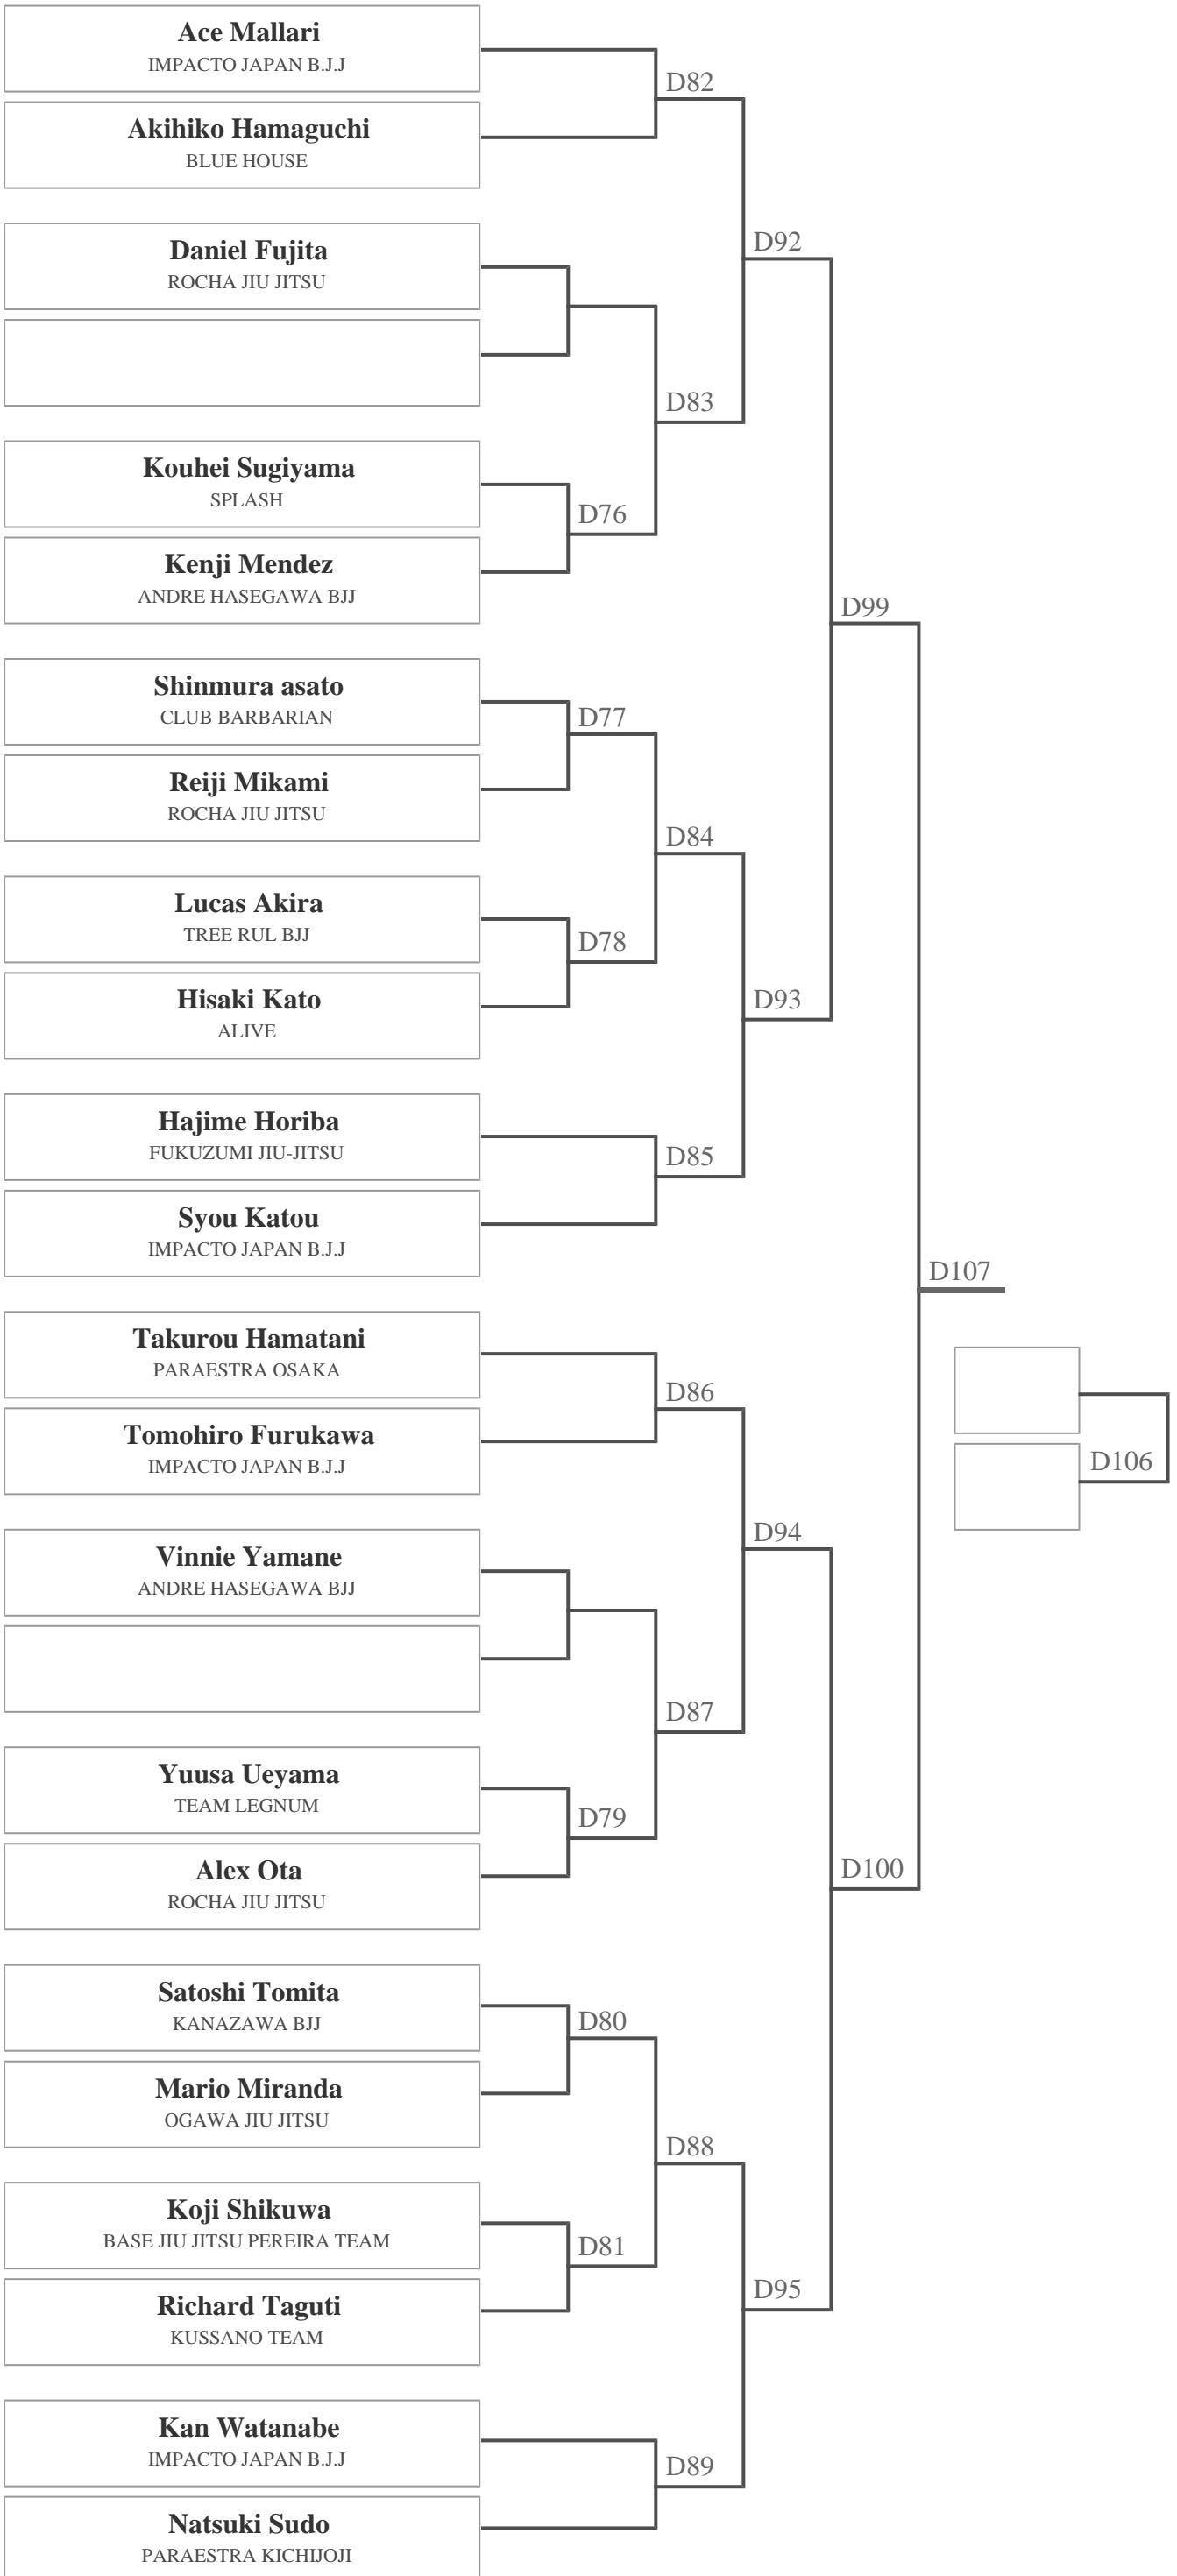 Ace Mallari
IMPACTO JAPAN B.J.J
D82
Akihiko Hamaguchi
BLUE HOUSE
D92
Daniel Fujita
ROCHA JIU JITSU
D83
Kouhei Sugiyama
SPLASH
D76
Kenji Mendez
ANDRE HASEGAWA BJJ
D99
Shinmura asato
CLUB BARBARIAN
D77
Reiji Mikami
ROCHA JIU JITSU
D84
Lucas Akira
TREE RUL BJJ
D78
Hisaki Kato
ALIVE
D93
Hajime Horiba
FUKUZUMI JIU-JITSU
D85
Syou Katou
IMPACTO JAPAN B.J.J
D107
Takurou Hamatani
PARAESTRA OSAKA
D86
Tomohiro Furukawa
IMPACTO JAPAN B.J.J
D106
D94
Vinnie Yamane
ANDRE HASEGAWA BJJ
D87
Yuusa Ueyama
TEAM LEGNUM
D79
Alex Ota
ROCHA JIU JITSU
D100
Satoshi Tomita
KANAZAWA BJJ
D80
Mario Miranda
OGAWA JIU JITSU
D88
Koji Shikuwa
BASE JIU JITSU PEREIRA TEAM
D81
Richard Taguti
KUSSANO TEAM
D95
Kan Watanabe
IMPACTO JAPAN B.J.J
D89
Natsuki Sudo
PARAESTRA KICHIJOJI